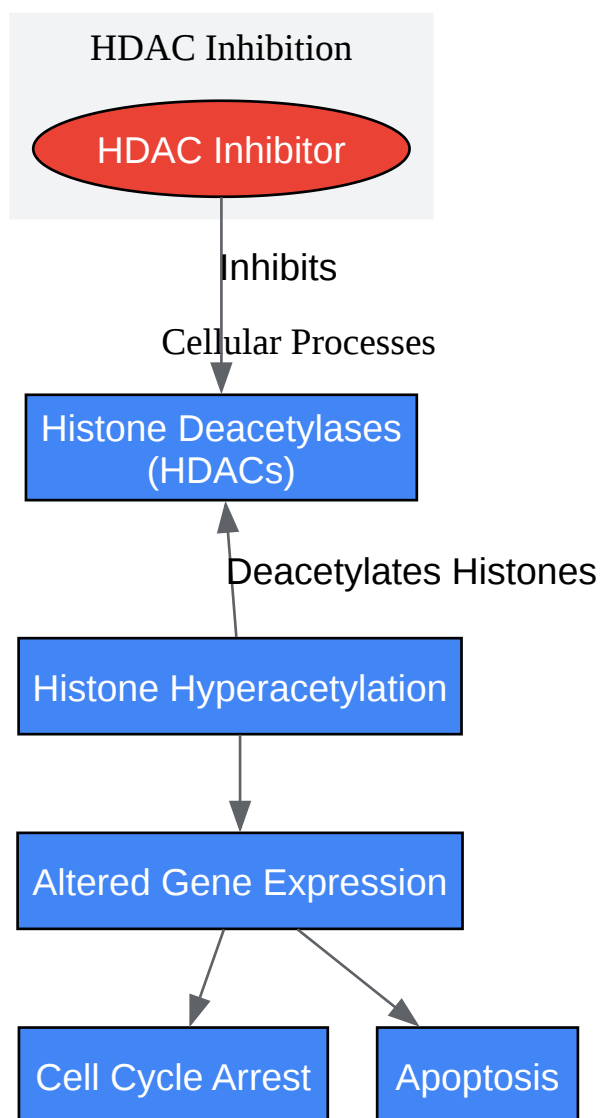 HDAC Inhibition
HDAC Inhibitor
Inhibits
Cellular Processes
Histone Deacetylases
(HDACs)
Deacetylates Histones
Histone Hyperacetylation
Altered Gene Expression
Cell Cycle Arrest
Apoptosis